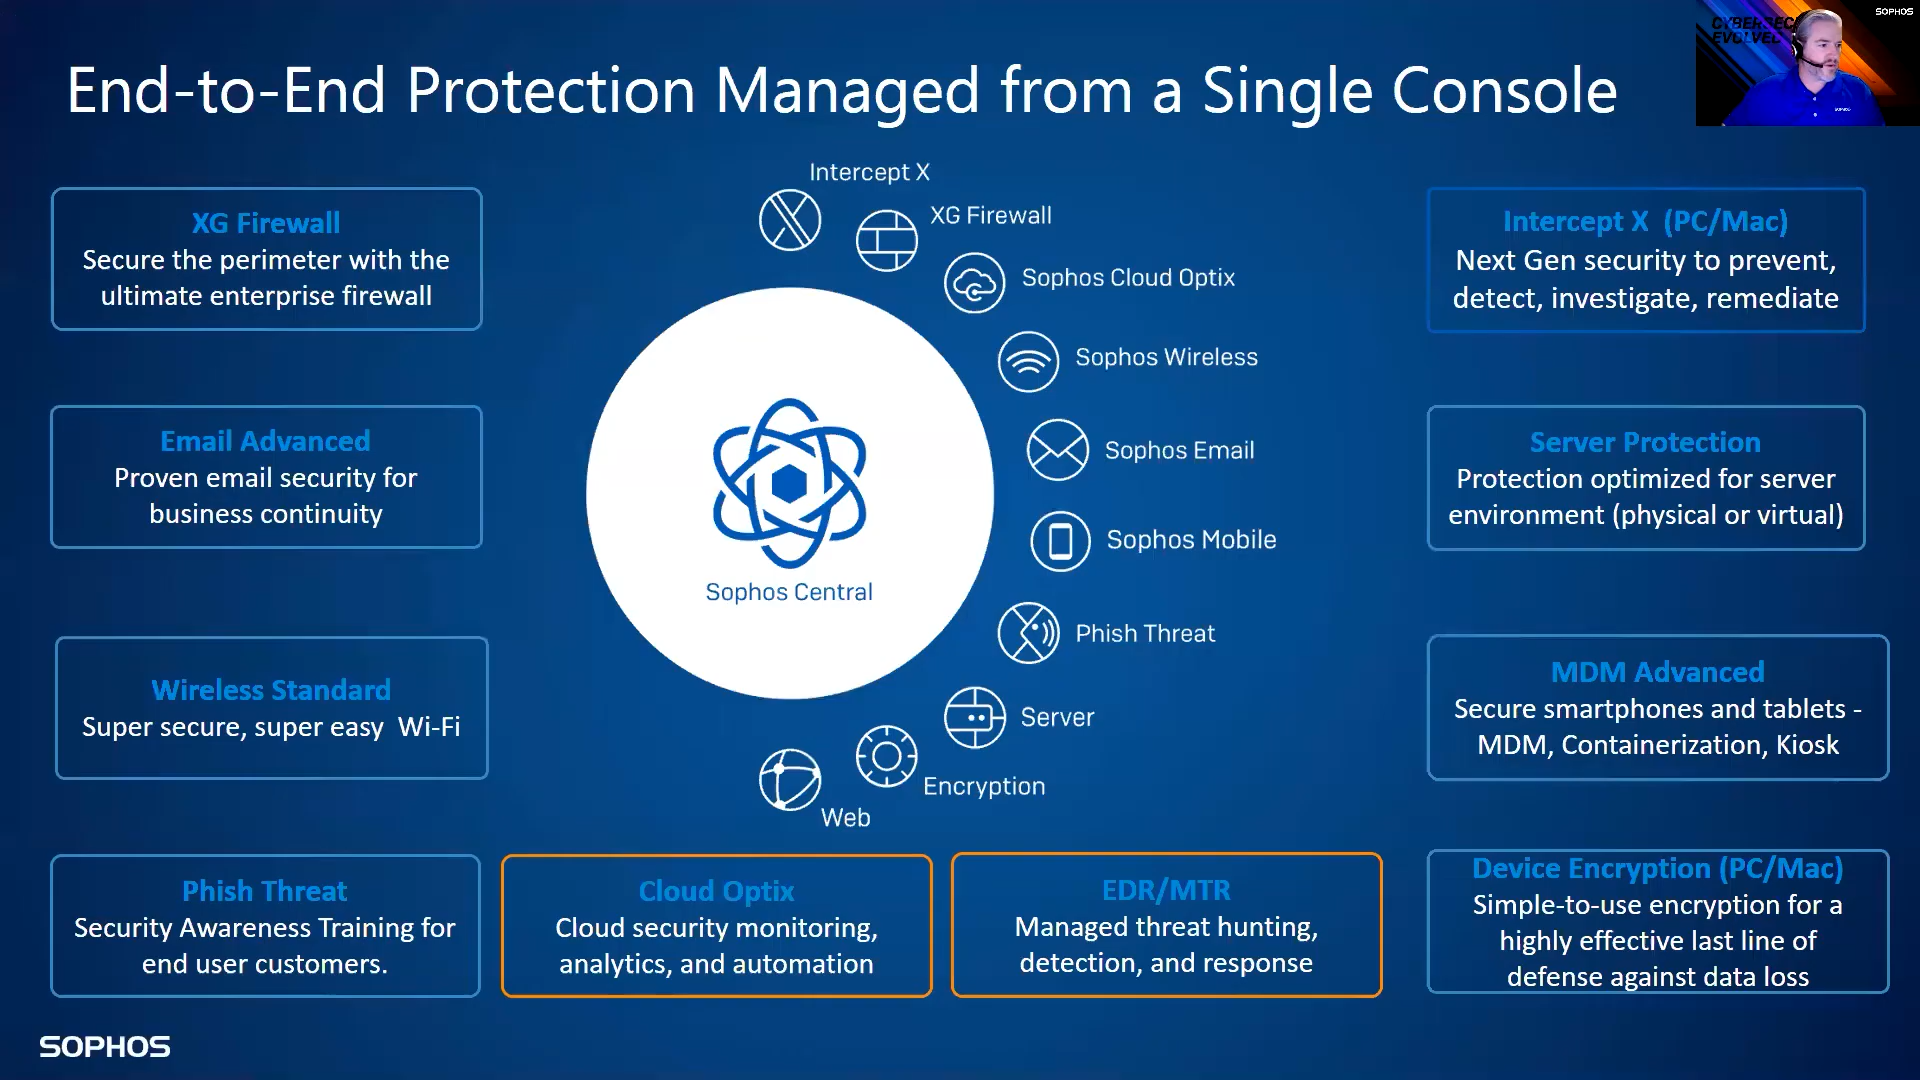 End-to-End Protection Managed from a Single Console
SOPHOS
CYBERSEC
EVOLVED
SOPHOS
XG Firewall
Secure the perimeter with the
ultimate enterprise firewall
Email Advanced
Proven email security for
business continuity
Wireless Standard
Super secure, super easy Wi-Fi
Phish Threat
Security Awareness Training for
end user customers.
Intercept X
XG Firewall
Sophos Cloud Optix
Sophos Wireless
Sophos Email
Sophos Mobile
Phish Threat
Server
Encryption
Web
Sophos Central
Cloud Optix
Cloud security monitoring,
analytics, and automation
EDR/MTR
Managed threat hunting,
detection, and response
Intercept X (PC/Mac)
Next Gen security to prevent,
detect, investigate, remediate
Server Protection
Protection optimized for server
environment (physical or virtual)
MDM Advanced
Secure smartphones and tablets -
MDM, Containerization, Kiosk
Device Encryption (PC/Mac)
Simple-to-use encryption for a
highly effective last line of
defense against data loss
SOPHOS